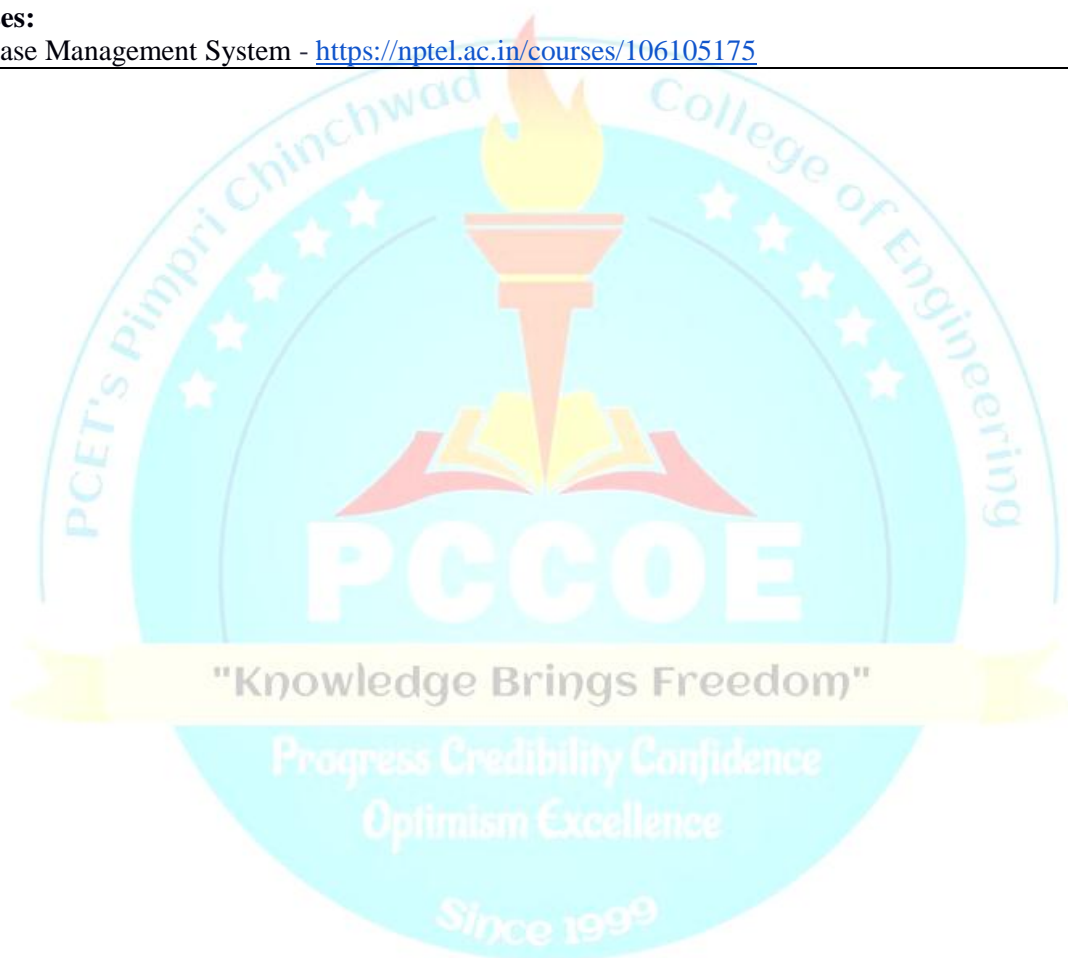 es:
ase Management System - https://nptel.ac.in/courses/106105175
PCET's Pimpri Chinchwad College of Engineering
PCCOE
"Knowledge Brings Freedom"
Progress Credibility Confidence
Optimism Excellence
Since 1999